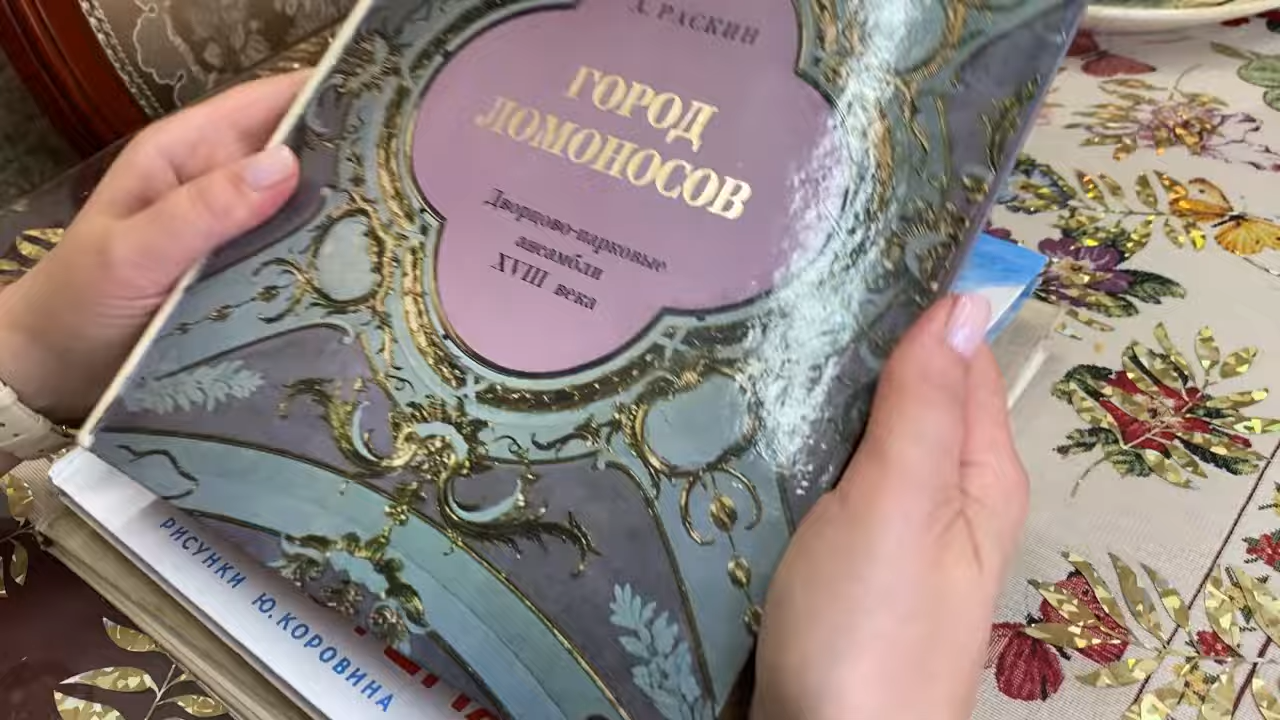 А. РАСКИН
ГОРОД
ЛОМОНОСОВ
Дворцово-парковые
ансамбли
XVIII века
РИСУНКИ Ю.КОРОВИНА